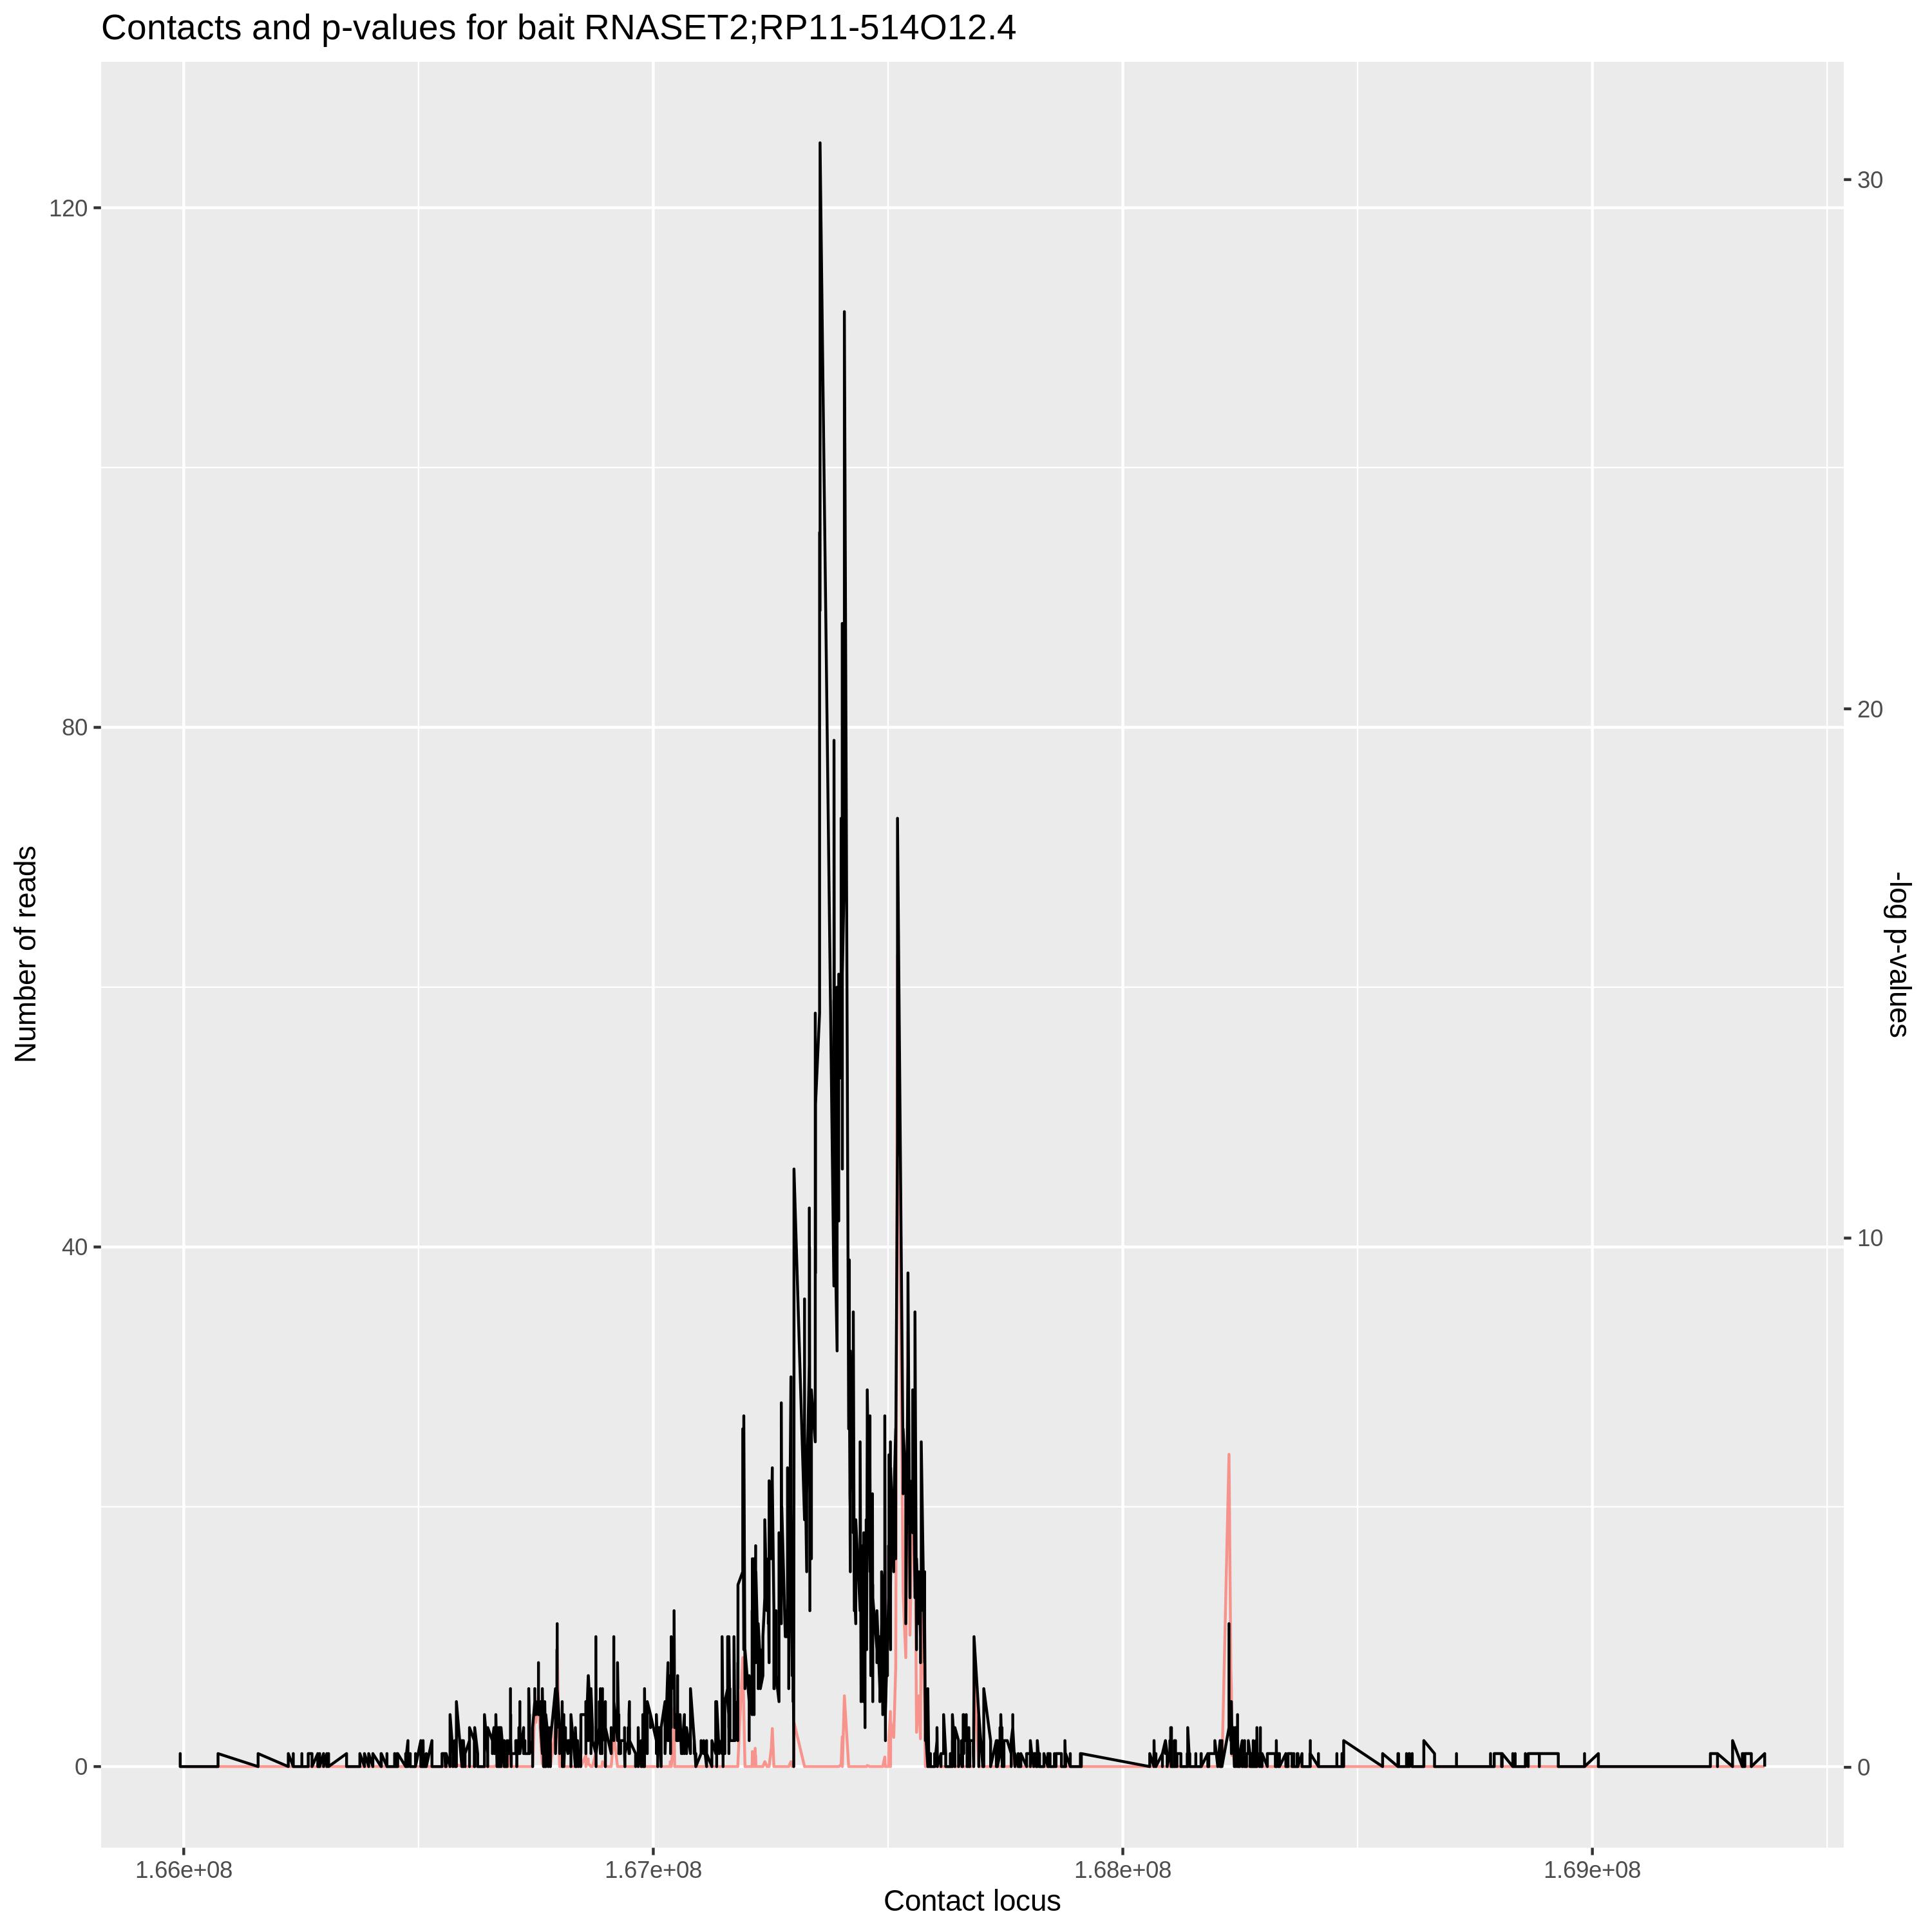 Contacts and p-values for bait RNASET2;RP11-514O12.4
120
80
40
0
30
20
10
0
Number of reads
-log p-values
1.66e+08
1.67e+08
1.68e+08
1.69e+08
Contact locus